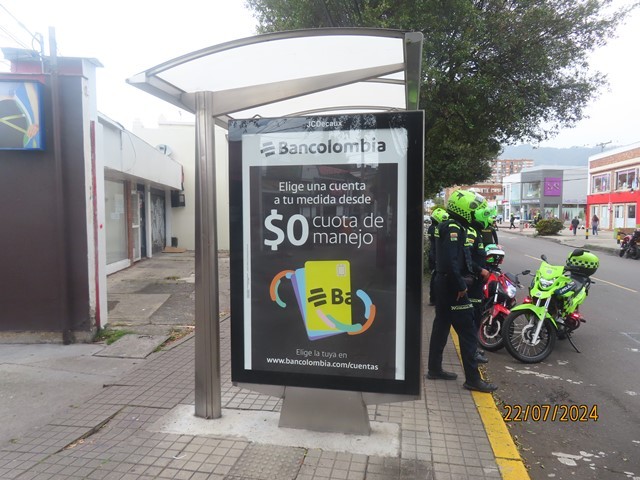 JCDecaux
Bancolombia
Elige una cuenta
a tu medida desde
$0 cuota de
manejo
Ba
Elige la tuya en
www.bancolombia.com/cuentas
22/07/2024